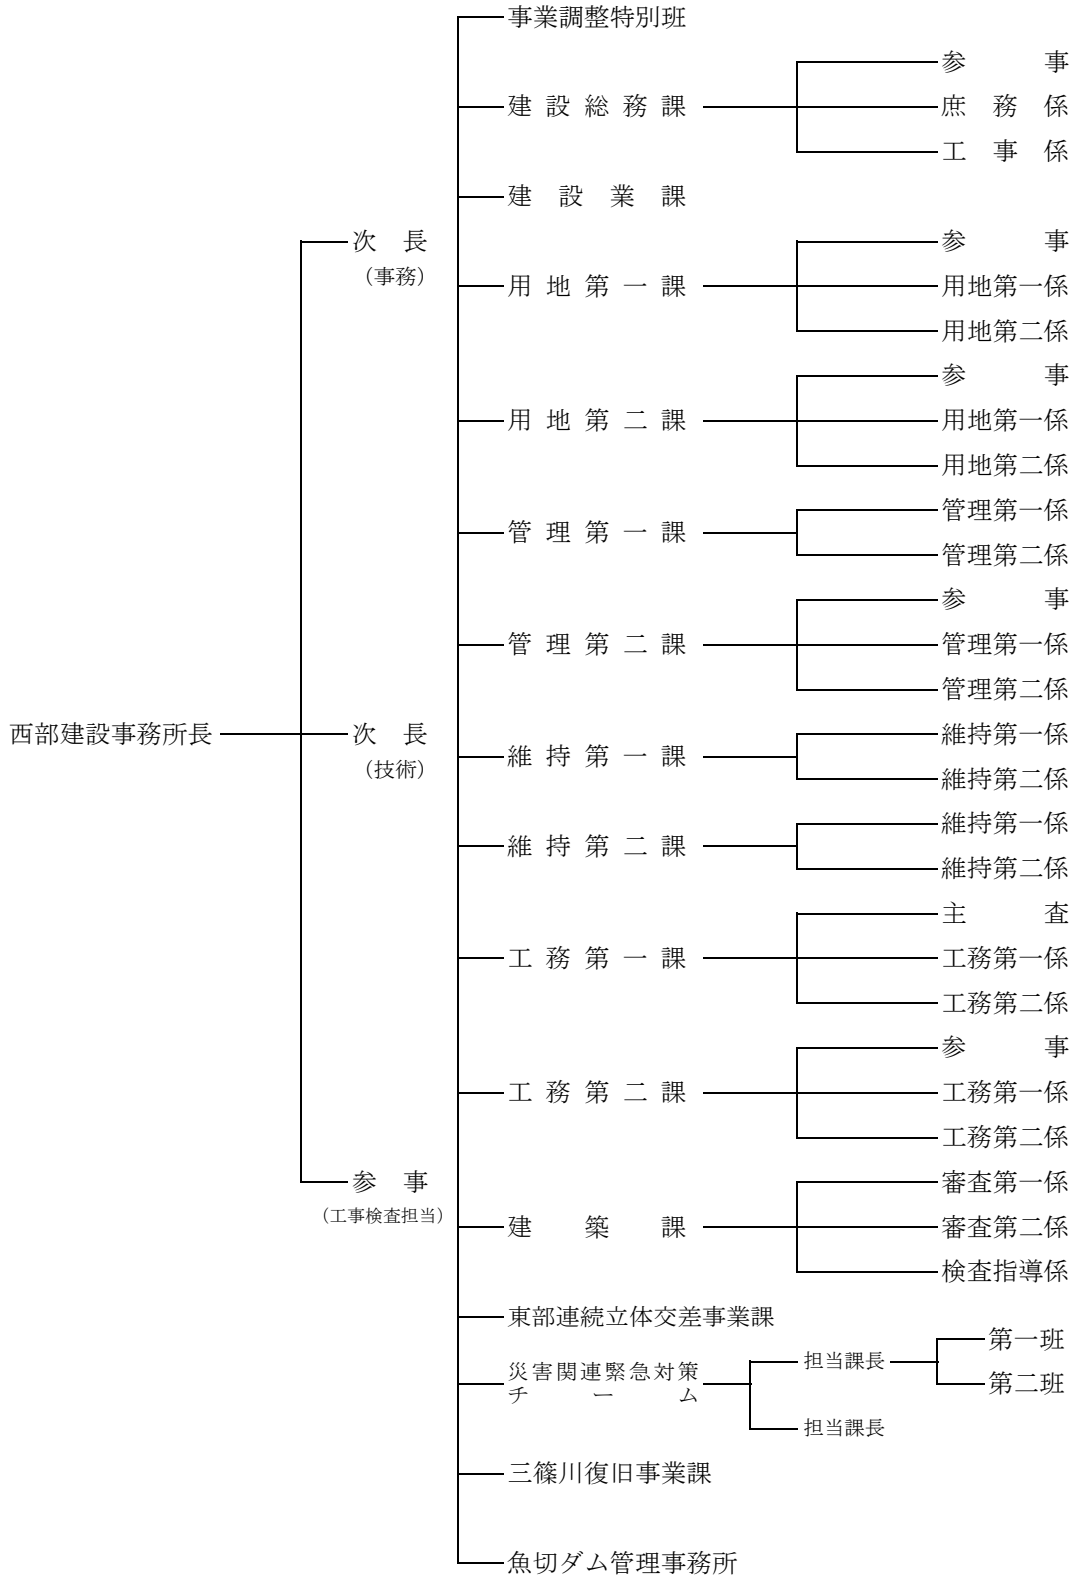 事業調整特別班
参事
建設総務課
庶務係
工事係
建設業課
次長
(事務)
参事
用地第一課
用地第一係
用地第二係
参事
用地第二課
用地第一係
用地第二係
管理第一課
管理第一係
管理第二係
参事
管理第二課
管理第一係
管理第二係
西部建設事務所長
次長
(技術)
維持第一課
維持第一係
維持第二係
維持第二課
維持第一係
維持第二係
主査
工務第一課
工務第一係
工務第二係
参事
工務第二課
工務第一係
工務第二係
参事
(工事検査担当)
建築課
審査第一係
審査第二係
検査指導係
東部連続立体交差事業課
災害関連緊急対策
チーム
担当課長
第一班
第二班
担当課長
三篠川復旧事業課
魚切ダム管理事務所